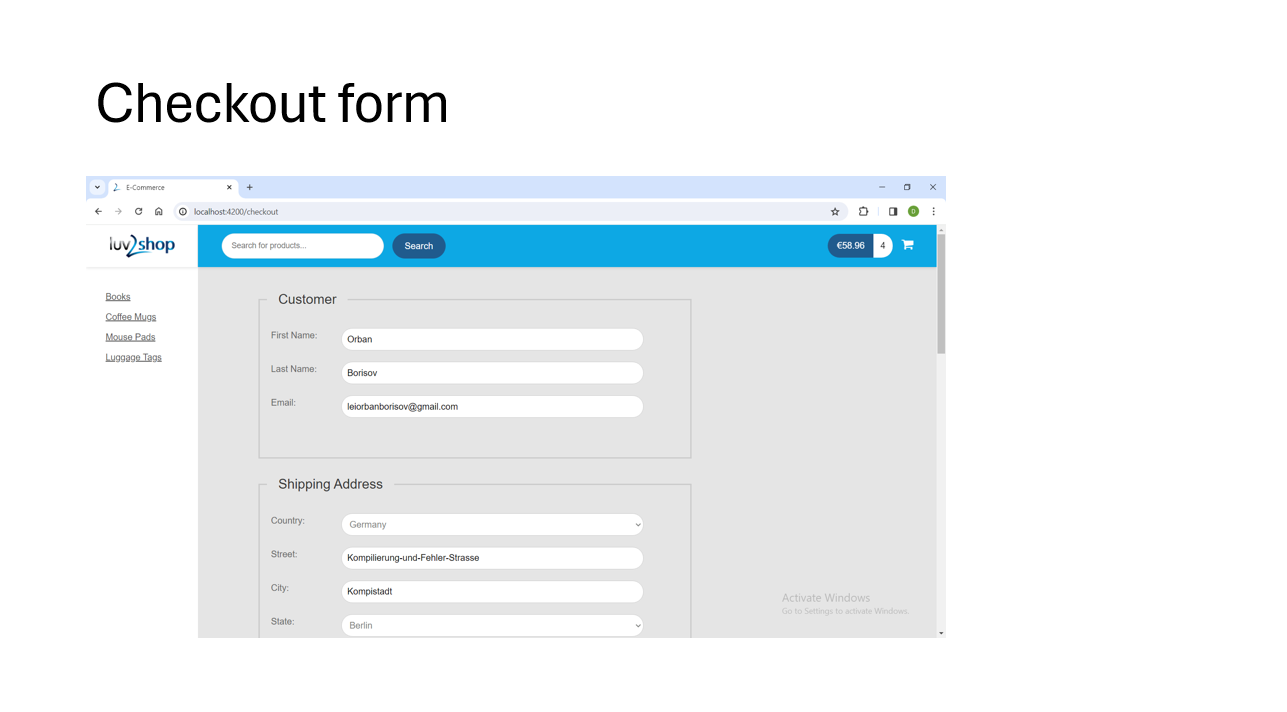 Checkout form
E-Commerce
localhost:4200/checkout
D
luv2shop
Search for products...
Search
€58.96
4
Books
Coffee Mugs
Mouse Pads
Luggage Tags
Customer
First Name:
Orban
Last Name:
Borisov
Email:
leiorbanborisov@gmail.com
Shipping Address
Country:
Germany
Street:
Kompilierung-und-Fehler-Strasse
City:
Kompistadt
State:
Berlin
Activate Windows
Go to Settings to activate Windows.